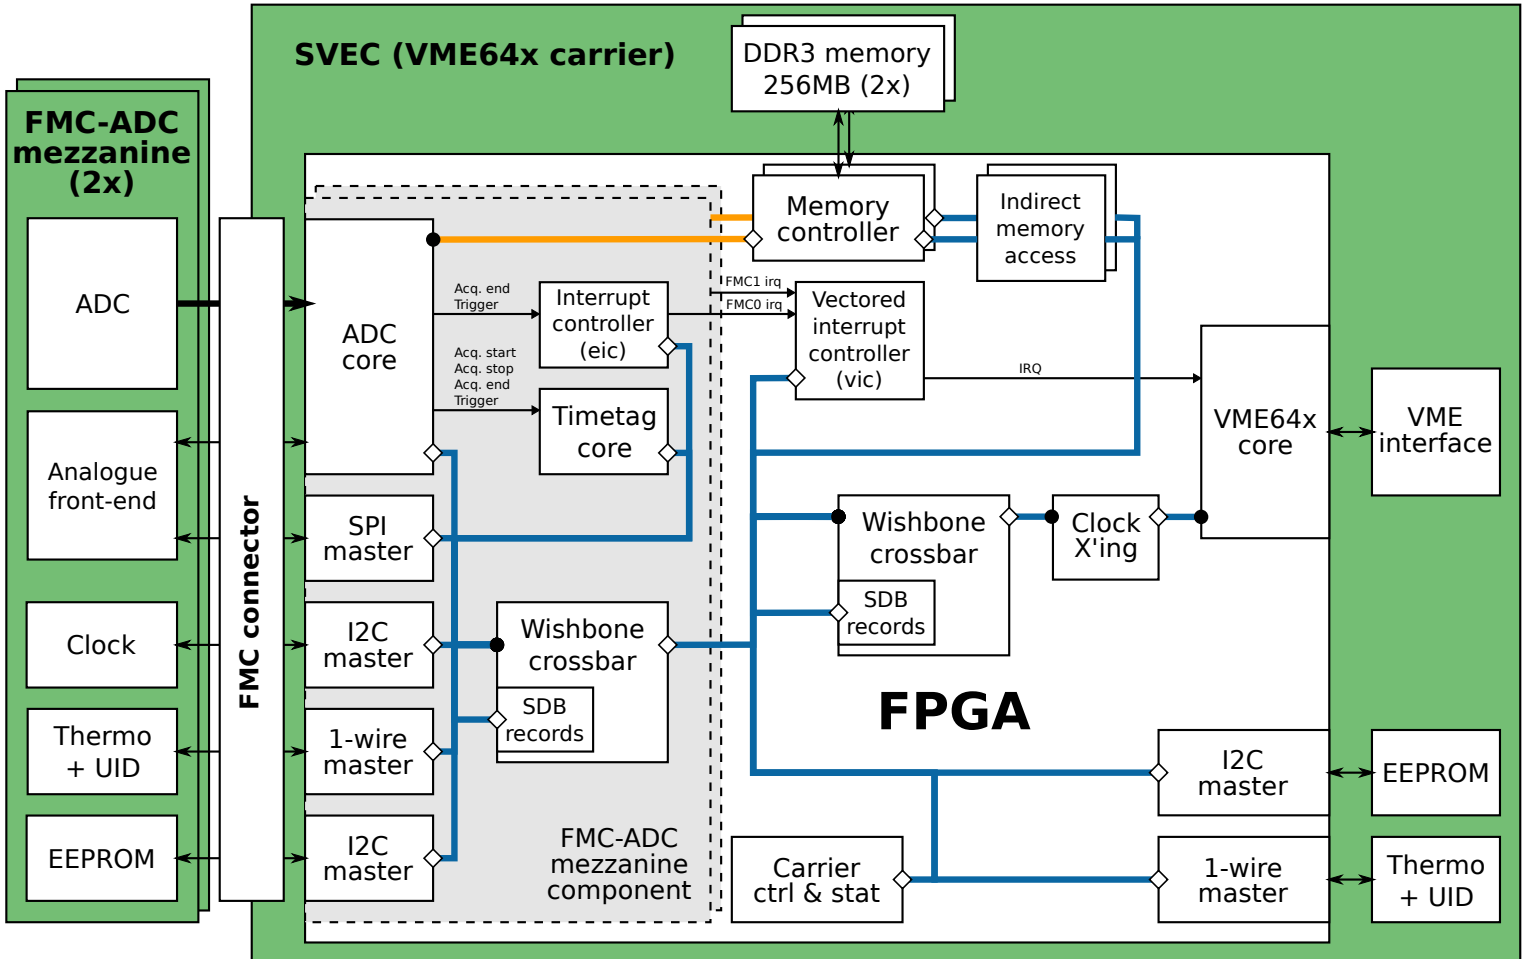 SVEC (VME64x carrier)
DDR3 memory
256MB (2x)
FMC-ADC
mezzanine
(2x)
ADC
Analogue
front-end
Clock
Thermo
+ UID
EEPROM
FMC connector
ADC
core
SPI
master
I2C
master
1-wire
master
I2C
master
Acq. end
Trigger
Interrupt
controller
(eic)
Acq. start
Acq. stop
Acq. end
Trigger
Timetag
core
Wishbone
crossbar
SDB
records
FMC-ADC
mezzanine
component
Memory
controller
Indirect
memory
access
FMC1 irq
FMC0 irq
Vectored
interrupt
controller
(vic)
IRQ
VME64x
core
VME
interface
Wishbone
crossbar
SDB
records
Clock
X'ing
FPGA
I2C
master
EEPROM
Carrier
ctrl & stat
1-wire
master
Thermo
+ UID